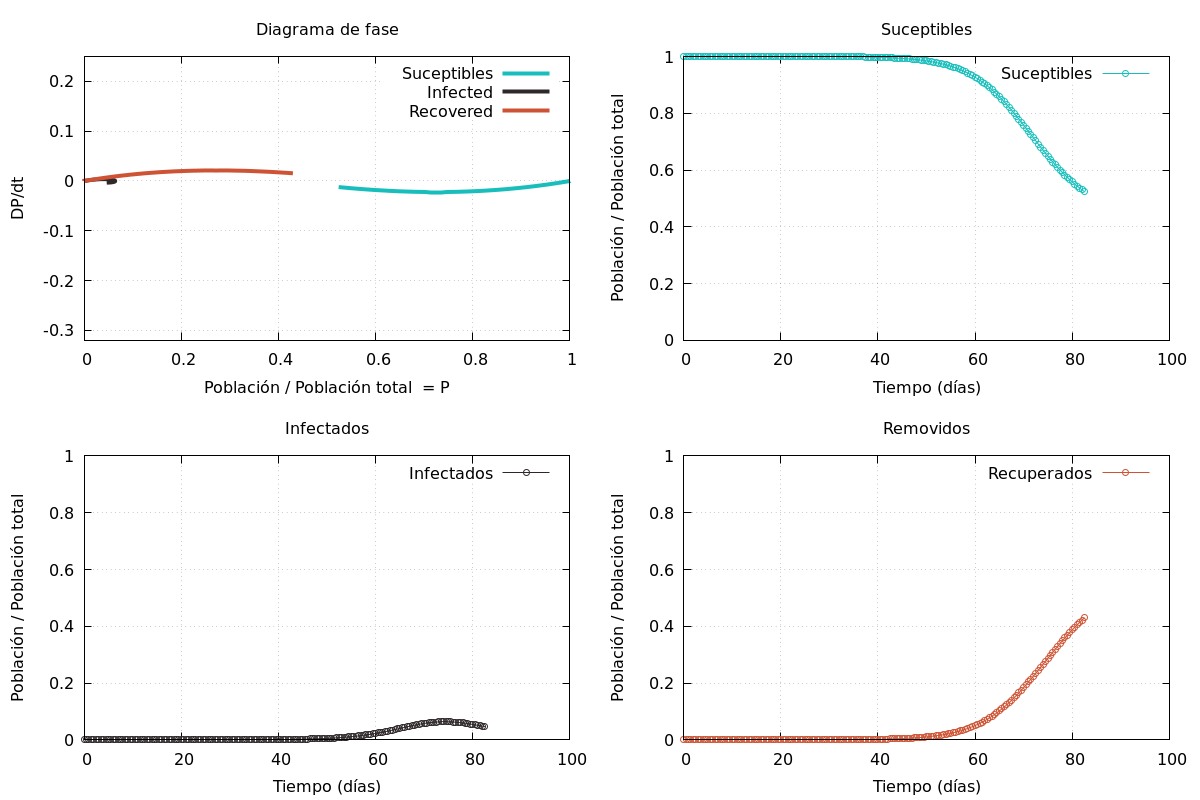 Diagrama de fase
Suceptibles
Infected
Recovered
0.2
0.1
0
-0.1
-0.2
-0.3
DP/dt
0 0.2 0.4 0.6 0.8 1
Población / Población total = P
Suceptibles
Suceptibles
1
0.8
0.6
0.4
0.2
0
Población / Población total
0 20 40 60 80 100
Tiempo (días)
Infectados
Infectados
1
0.8
0.6
0.4
0.2
0
Población / Población total
0 20 40 60 80 100
Tiempo (días)
Removidos
Recuperados
1
0.8
0.6
0.4
0.2
0
Población / Población total
0 20 40 60 80 100
Tiempo (días)